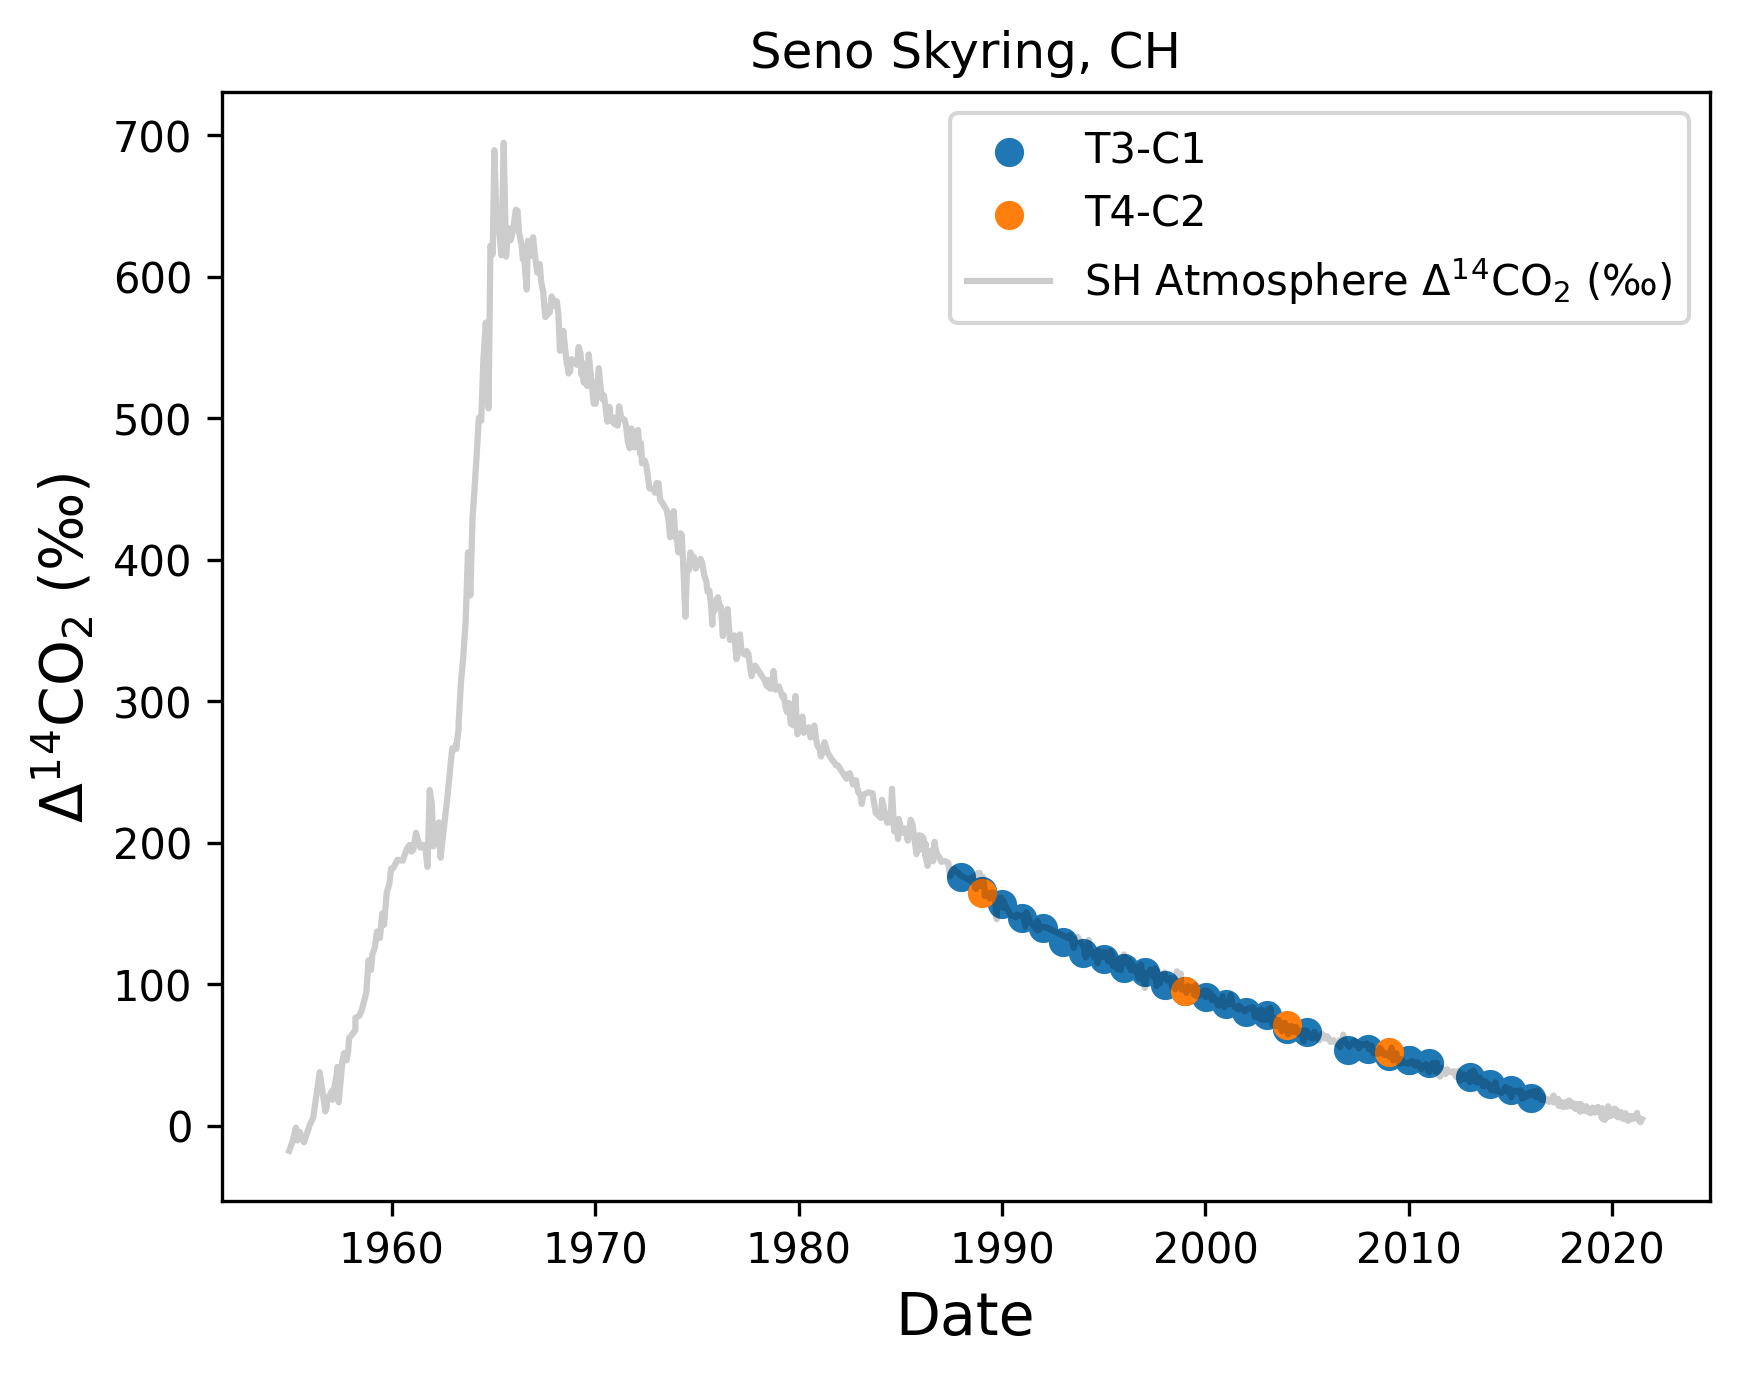 Seno Skyring, CH
T3-C1
T4-C2
SH Atmosphere Δ¹⁴CO₂ (‰)
Δ¹⁴CO₂ (‰)
700
600
500
400
300
200
100
0
1960 1970 1980 1990 2000 2010 2020
Date